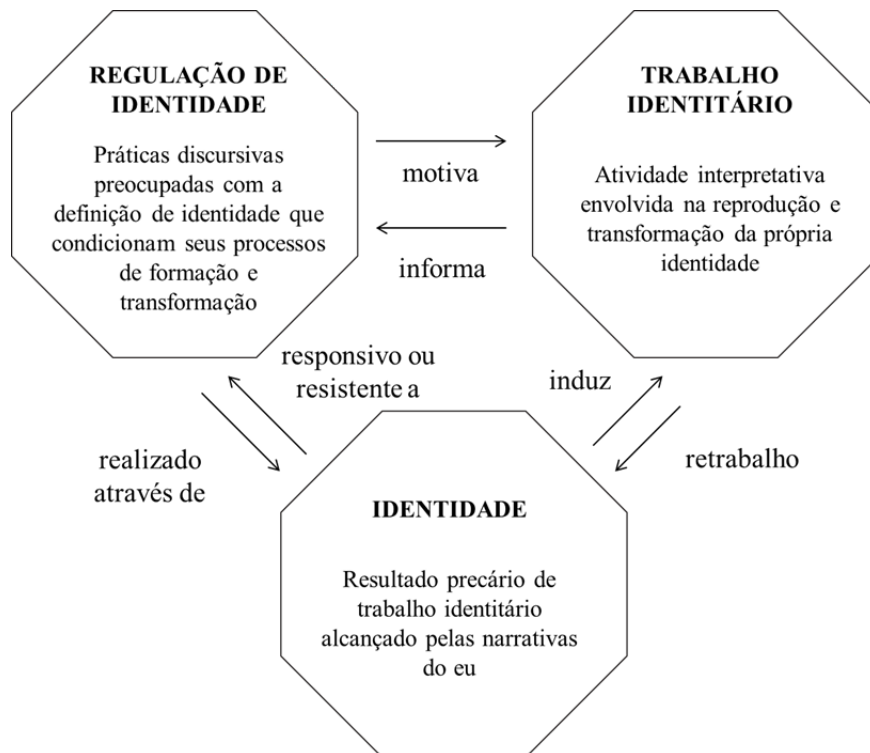 REGULAÇÃO DE
IDENTIDADE
Práticas discursivas
preocupadas com a
definição de identidade que
condicionam seus processos
de formação e
transformação
motiva
informa
TRABALHO
IDENTITÁRIO
Atividade interpretativa
envolvida na reprodução e
transformação da própria
identidade
responsivo ou
resistente a
induz
realizado
através de
retrabalho
IDENTIDADE
Resultado precário de
trabalho identitário
alcançado pelas narrativas
do eu